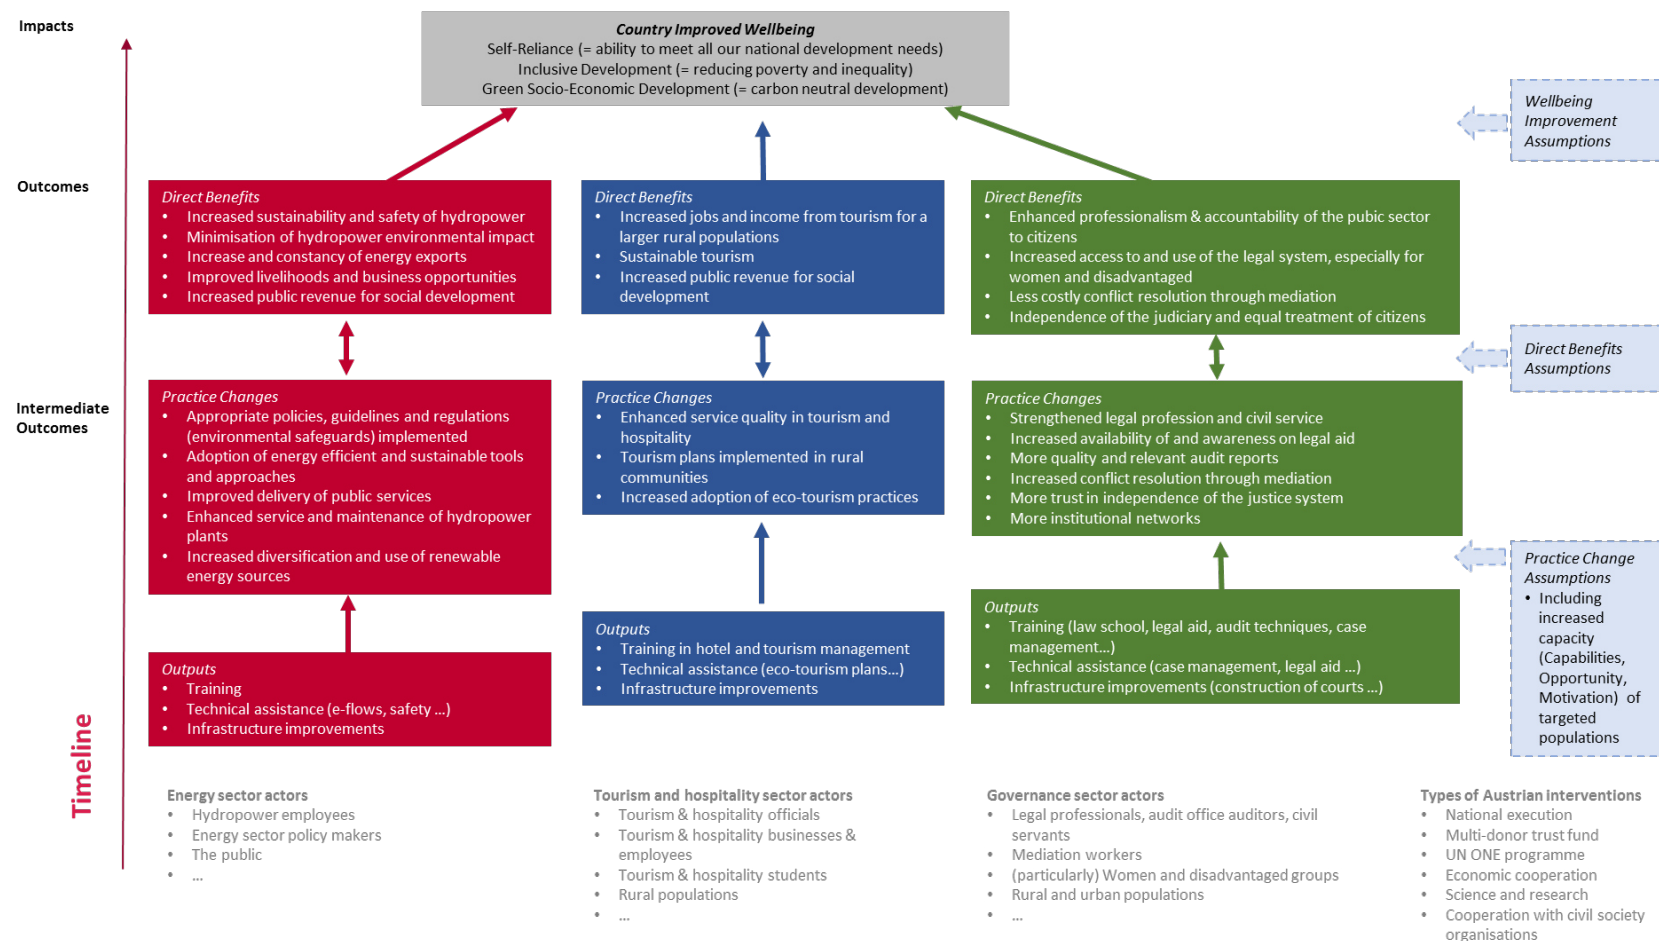 Impacts
Country Improved Wellbeing
Self-Reliance (= ability to meet all our national development needs)
Inclusive Development (= reducing poverty and inequality)
Green Socio-Economic Development (= carbon neutral development)
Wellbeing
Improvement
Assumptions
Outcomes
Direct Benefits
• Increased sustainability and safety of hydropower
• Minimisation of hydropower environmental impact
• Increase and constancy of energy exports
• Improved livelihoods and business opportunities
• Increased public revenue for social development
Direct Benefits
• Increased jobs and income from tourism for a
larger rural populations
• Sustainable tourism
• Increased public revenue for social
development
Direct Benefits
• Enhanced professionalism & accountability of the pubic sector
to citizens
• Increased access to and use of the legal system, especially for
women and disadvantaged
• Less costly conflict resolution through mediation
• Independence of the judiciary and equal treatment of citizens
Direct Benefits
Assumptions
Intermediate
Outcomes
Practice Changes
• Appropriate policies, guidelines and regulations
(environmental safeguards) implemented
• Adoption of energy efficient and sustainable tools
and approaches
• Improved delivery of public services
• Enhanced service and maintenance of hydropower
plants
• Increased diversification and use of renewable
energy sources
Practice Changes
• Enhanced service quality in tourism and
hospitality
• Tourism plans implemented in rural
communities
• Increased adoption of eco-tourism practices
Practice Changes
• Strengthened legal profession and civil service
• Increased availability of and awareness on legal aid
• More quality and relevant audit reports
• Increased conflict resolution through mediation
• More trust in independence of the justice system
• More institutional networks
Practice Change
Assumptions
• Including
increased
capacity
(Capabilities,
Opportunity,
Motivation) of
targeted
populations
Outputs
• Training
• Technical assistance (e-flows, safety …)
• Infrastructure improvements
Outputs
• Training in hotel and tourism management
• Technical assistance (eco-tourism plans…)
• Infrastructure improvements
Outputs
• Training (law school, legal aid, audit techniques, case
management…)
• Technical assistance (case management, legal aid …)
• Infrastructure improvements (construction of courts …)
Timeline
Energy sector actors
• Hydropower employees
• Energy sector policy makers
• The public
• …
Tourism and hospitality sector actors
• Tourism & hospitality officials
• Tourism & hospitality businesses &
employees
• Tourism & hospitality students
• Rural populations
• …
Governance sector actors
• Legal professionals, audit office auditors, civil
servants
• Mediation workers
• (particularly) Women and disadvantaged groups
• Rural and urban populations
• …
Types of Austrian interventions
• National execution
• Multi-donor trust fund
• UN ONE programme
• Economic cooperation
• Science and research
• Cooperation with civil society
organisations